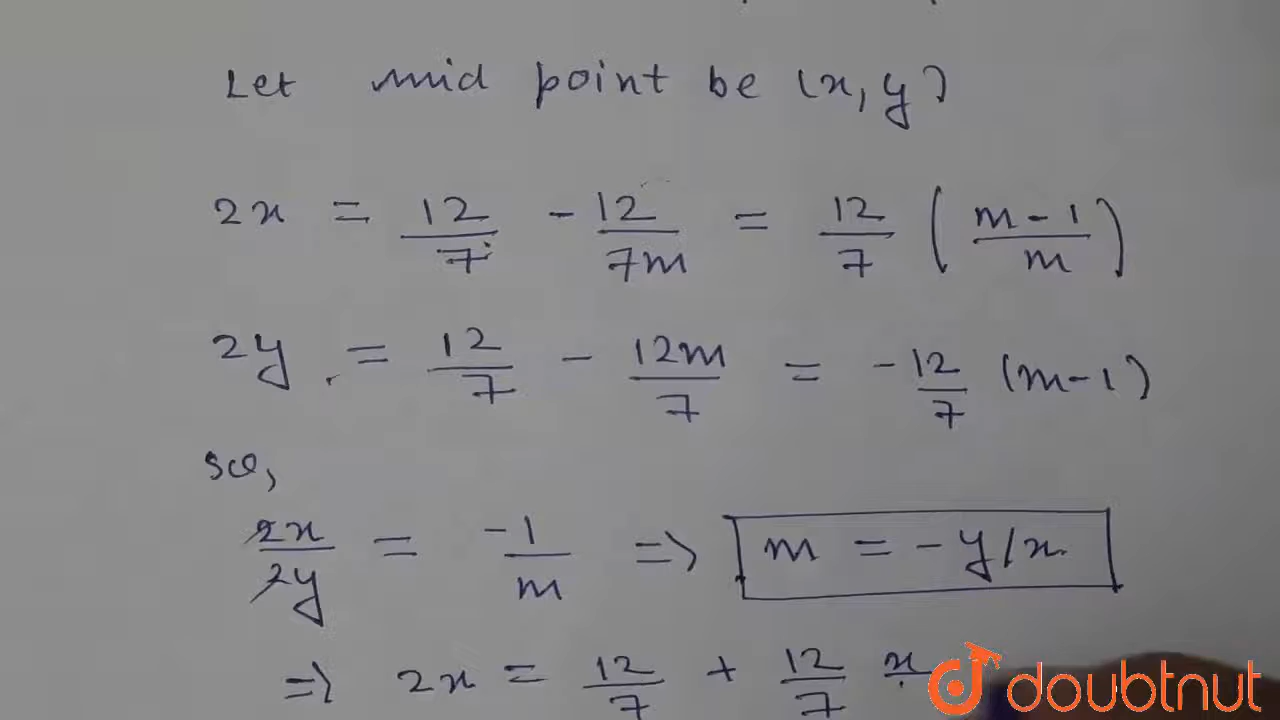 Let mid point be (x, y)
2x = 12/7 - 12/7m = 12/7 (m-1/m)
2y = 12/7 - 12m/7 = -12/7 (m-1)
so,
2x/2y = -1/m => m = -y/x
=> 2x = 12/7 + 12/7 x
doubtnut